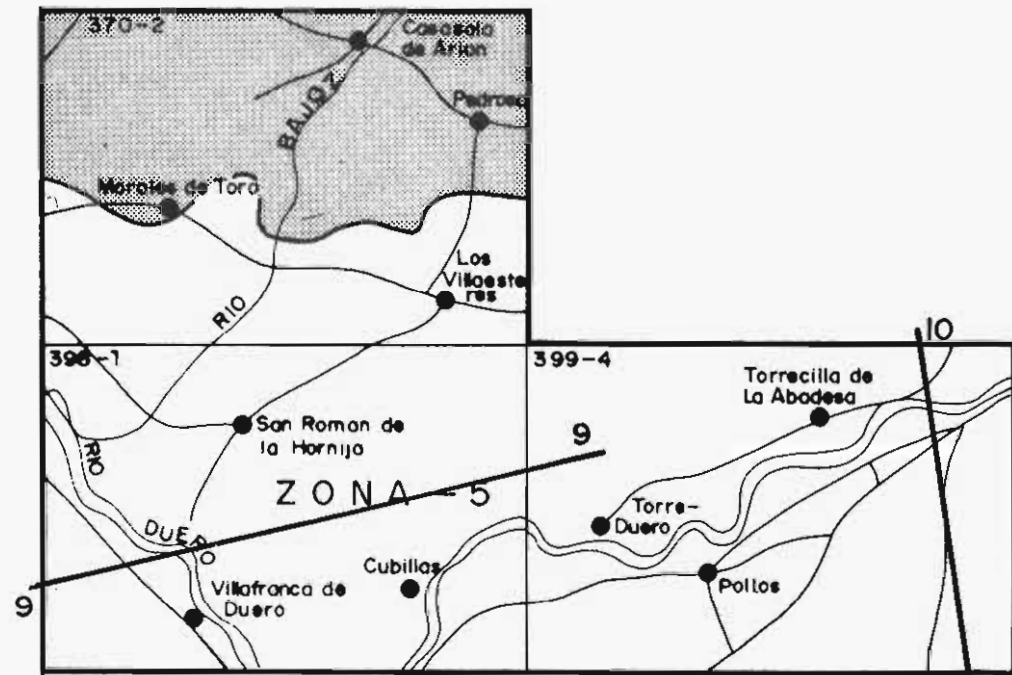 370-2
Casasola
de Arion
Pedrosa
BAJOZ
Morales de Toro
Los
Villaeste
res
RIO
398-1
399-4
10
Torrecilla de
La Abadesa
San Roman de
la Hornija
RIO
9
ZONA-5
DUERO
Torre-
Duero
Cubillas
Pollos
9
Villafranca de
Duero